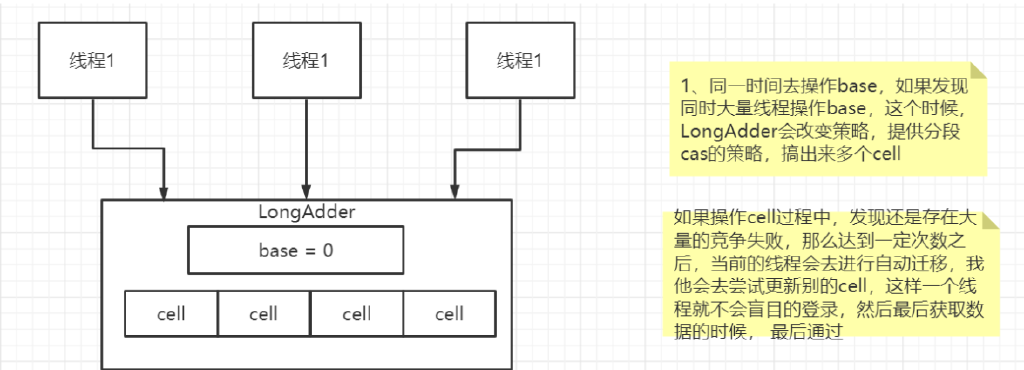 线程1
线程1
线程1
LongAdder
base = 0
cell
cell
cell
cell
1、同一时间去操作base，如果发现
同时大量线程操作base，这个时候，
LongAdder会改变策略，提供分段
cas的策略，搞出来多个cell
如果操作cell过程中，发现还是存在大
量的竞争失败，那么达到一定次数之
后，当前的线程会去进行自动迁移，我
他会去尝试更新别的cell，这样一个线
程就不会盲目的登录，然后最后获取数
据的时候， 最后通过